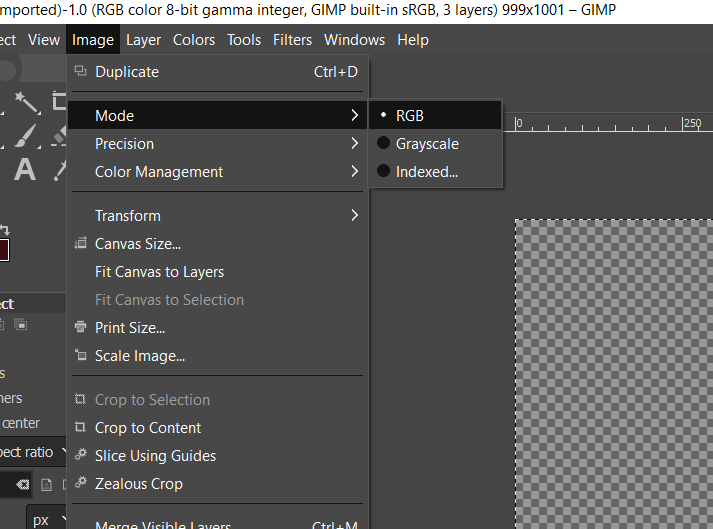 mported)-1.0 (RGB color 8-bit gamma integer, GIMP built-in sRGB, 3 layers) 999x1001 – GIMP
ect View Image Layer Colors Tools Filters Windows Help
Duplicate Ctrl+D
Mode
RGB
Precision
Grayscale
Color Management
Indexed...
0 250
Transform
Canvas Size...
Fit Canvas to Layers
Fit Canvas to Selection
ct
Print Size...
Scale Image...
s
Crop to Selection
ners
Crop to Content
center
Slice Using Guides
pect ratio
Zealous Crop
px
Merge Visible Layers Ctrl+M